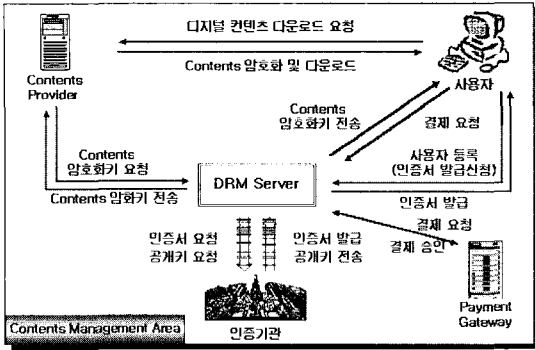 디지털 컨텐츠 다운로드 요청
Contents 암호화 및 다운로드
Contents
Provider
사용자
Contents
암호화키 전송
결제 요청
Contents
암호화키 요청
Contents 암화키 전송
DRM Server
사용자 등록
(인증서 발급신청)
인증서 발급
결제 요청
결제 승인
인증서 요청
공개키 요청
인증서 발급
공개키 전송
Payment
Gateway
Contents Management Area
인증기관